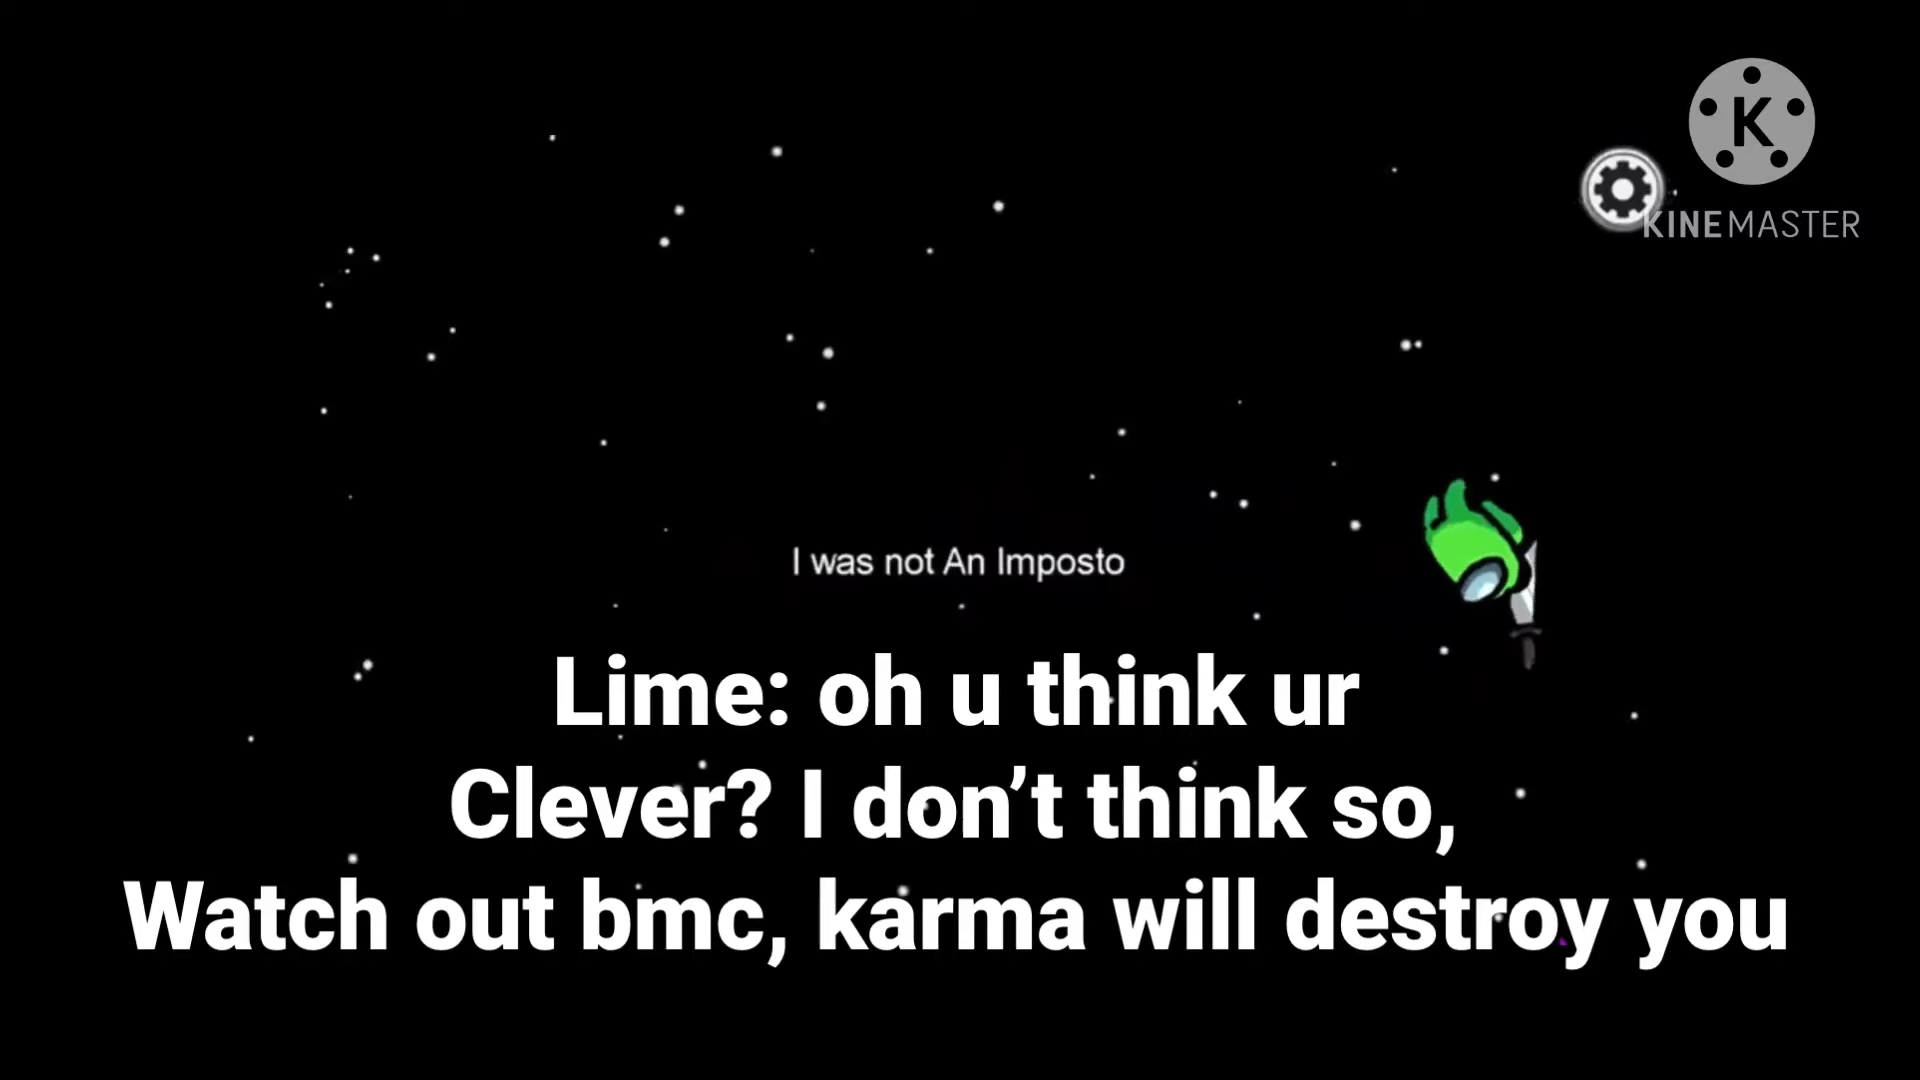 K
KINEMASTER
I was not An Imposto
Lime: oh u think ur
Clever? I don’t think so,
Watch out bmc, karma will destroy you